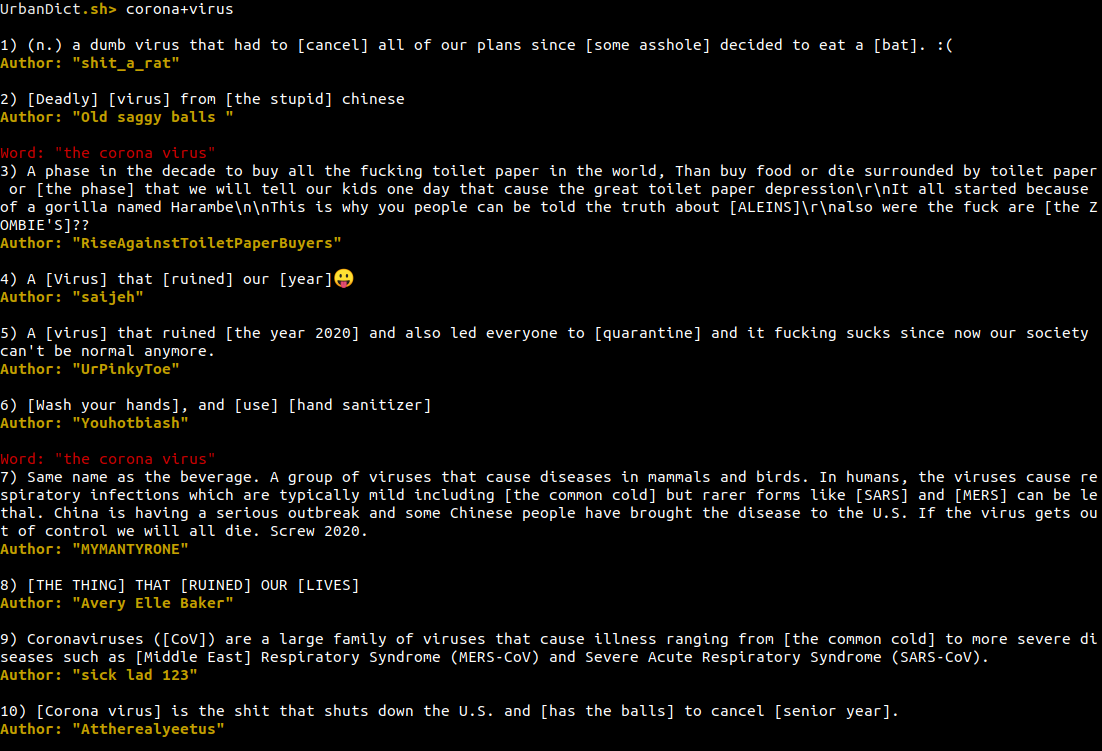 UrbanDict.sh> corona+virus
1) (n.) a dumb virus that had to [cancel] all of our plans since [some asshole] decided to eat a [bat]. :(
Author: "shit_a_rat"
2) [Deadly] [virus] from [the stupid] chinese
Author: "Old saggy balls "
Word: "the corona virus"
3) A phase in the decade to buy all the fucking toilet paper in the world, Than buy food or die surrounded by toilet paper
or [the phase] that we will tell our kids one day that cause the great toilet paper depression\r\nIt all started because
of a gorilla named Harambe\n\nThis is why you people can be told the truth about [ALEINS]\r\nalso were the fuck are [the Z
OMBIE'S]??
Author: "RiseAgainstToiletPaperBuyers"
4) A [Virus] that [ruined] our [year]😛
Author: "saijeh"
5) A [virus] that ruined [the year 2020] and also led everyone to [quarantine] and it fucking sucks since now our society
can't be normal anymore.
Author: "UrPinkyToe"
6) [Wash your hands], and [use] [hand sanitizer]
Author: "Youhotbiash"
Word: "the corona virus"
7) Same name as the beverage. A group of viruses that cause diseases in mammals and birds. In humans, the viruses cause re
spiratory infections which are typically mild including [the common cold] but rarer forms like [SARS] and [MERS] can be le
thal. China is having a serious outbreak and some Chinese people have brought the disease to the U.S. If the virus gets ou
t of control we will all die. Screw 2020.
Author: "MYMANTYRONE"
8) [THE THING] THAT [RUINED] OUR [LIVES]
Author: "Avery Elle Baker"
9) Coronaviruses ([CoV]) are a large family of viruses that cause illness ranging from [the common cold] to more severe di
seases such as [Middle East] Respiratory Syndrome (MERS-CoV) and Severe Acute Respiratory Syndrome (SARS-CoV).
Author: "sick lad 123"
10) [Corona virus] is the shit that shuts down the U.S. and [has the balls] to cancel [senior year].
Author: "Attherealyeetus"